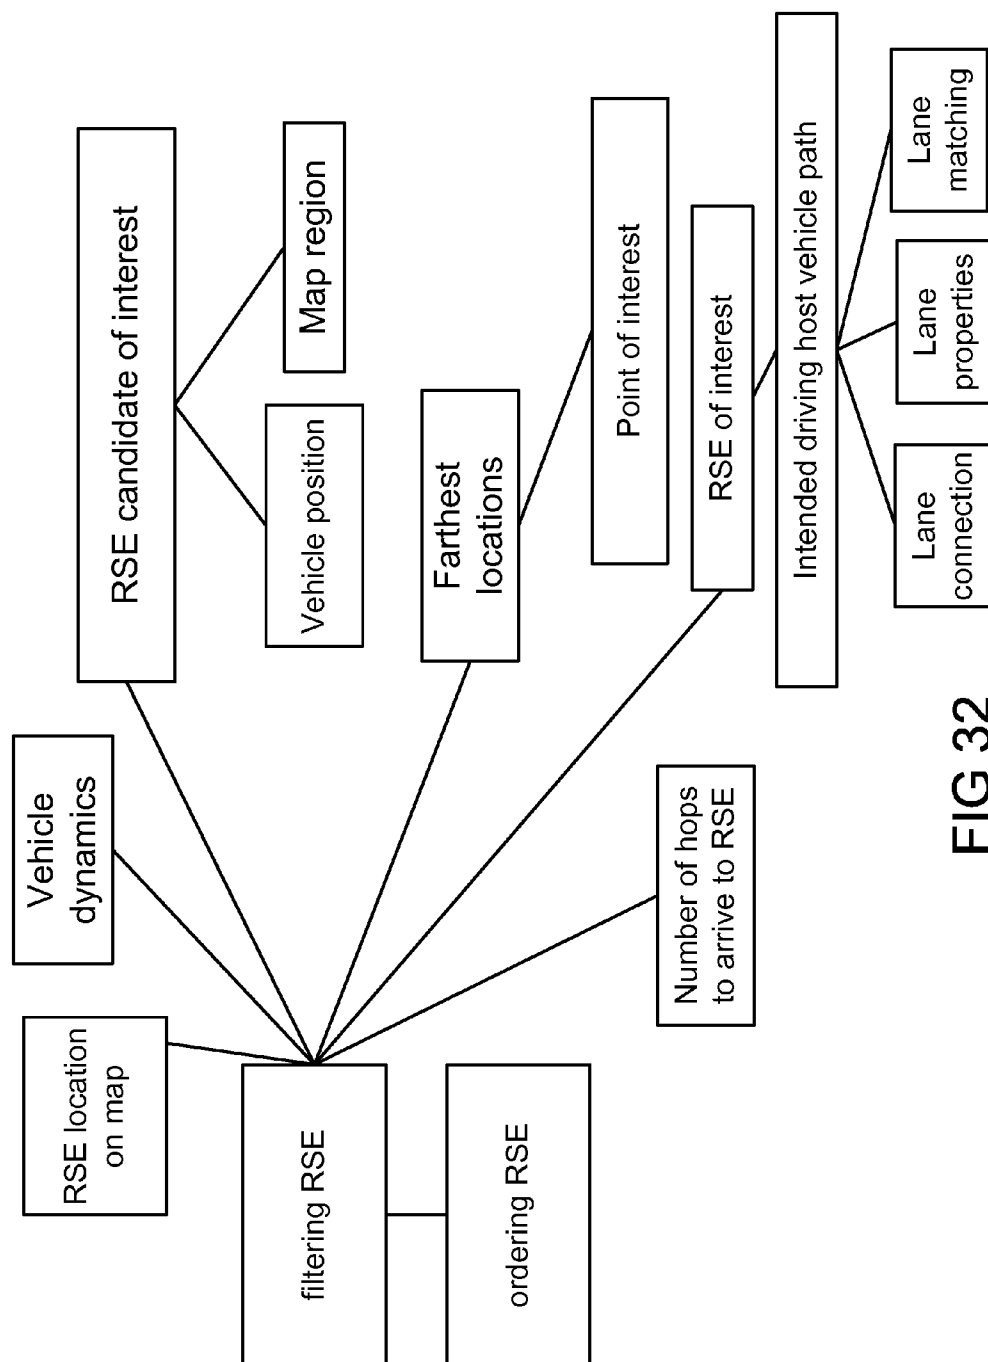 RSE location
on map
Vehicle
dynamics
RSE candidate of interest
Vehicle position
Map region
filtering RSE
ordering RSE
Farthest
locations
Point of interest
RSE of interest
Number of hops
to arrive to RSE
Intended driving host vehicle path
Lane
connection
Lane
properties
Lane
matching
FIG 32